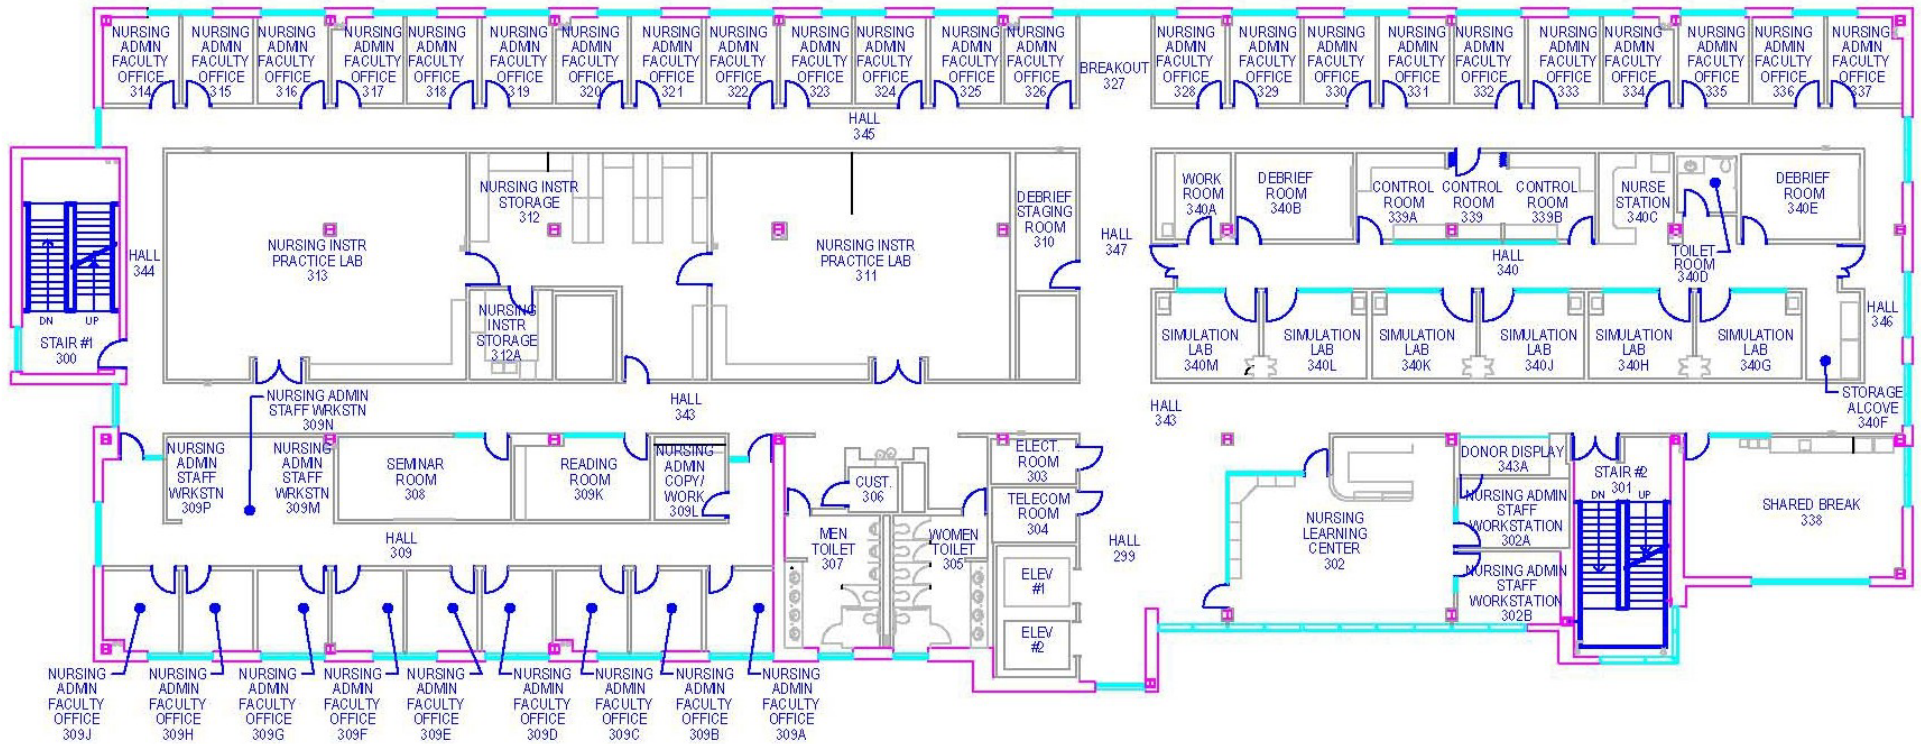 NURSING
ADMIN
FACULTY
OFFICE
314
NURSING
ADMIN
FACULTY
OFFICE
315
NURSING
ADMIN
FACULTY
OFFICE
316
NURSING
ADMIN
FACULTY
OFFICE
317
NURSING
ADMIN
FACULTY
OFFICE
318
NURSING
ADMIN
FACULTY
OFFICE
319
NURSING
ADMIN
FACULTY
OFFICE
320
NURSING
ADMIN
FACULTY
OFFICE
321
NURSING
ADMIN
FACULTY
OFFICE
322
NURSING
ADMIN
FACULTY
OFFICE
323
NURSING
ADMIN
FACULTY
OFFICE
324
NURSING
ADMIN
FACULTY
OFFICE
325
NURSING
ADMIN
FACULTY
OFFICE
326
BREAKOUT
327
NURSING
ADMIN
FACULTY
OFFICE
328
NURSING
ADMIN
FACULTY
OFFICE
329
NURSING
ADMIN
FACULTY
OFFICE
330
NURSING
ADMIN
FACULTY
OFFICE
331
NURSING
ADMIN
FACULTY
OFFICE
332
NURSING
ADMIN
FACULTY
OFFICE
333
NURSING
ADMIN
FACULTY
OFFICE
334
NURSING
ADMIN
FACULTY
OFFICE
335
NURSING
ADMIN
FACULTY
OFFICE
336
NURSING
ADMIN
FACULTY
OFFICE
337
HALL
345
DN
UP
STAIR #1
300
HALL
344
NURSING INSTR
PRACTICE LAB
313
NURSING INSTR
STORAGE
312
NURSING
INSTR
STORAGE
312A
NURSING INSTR
PRACTICE LAB
311
DEBRIEF
STAGING
ROOM
310
HALL
347
WORK
ROOM
340A
DEBRIEF
ROOM
340B
CONTROL
ROOM
339A
CONTROL
ROOM
339
CONTROL
ROOM
339B
NURSE
STATION
340C
TOILET
ROOM
340D
DEBRIEF
ROOM
340E
HALL
340
HALL
346
SIMULATION
LAB
340M
SIMULATION
LAB
340L
SIMULATION
LAB
340K
SIMULATION
LAB
340J
SIMULATION
LAB
340H
SIMULATION
LAB
340G
STORAGE
ALCOVE
340F
NURSING ADMIN
STAFF WRKSTN
309N
HALL
343
HALL
343
NURSING
ADMIN
STAFF
WRKSTN
309P
NURSING
ADMIN
STAFF
WRKSTN
309M
SEMINAR
ROOM
308
READING
ROOM
309K
NURSING
ADMIN
COPY/
WORK
309L
CUST.
306
ELECT.
ROOM
303
TELECOM
ROOM
304
MEN
TOILET
307
WOMEN
TOILET
305
HALL
309
ELEV
#1
ELEV
#2
HALL
299
NURSING
LEARNING
CENTER
302
DONOR DISPLAY
343A
NURSING ADMIN
STAFF
WORKSTATION
302A
NURSING ADMIN
STAFF
WORKSTATION
302B
STAIR #2
301
DN
UP
SHARED BREAK
338
NURSING
ADMIN
FACULTY
OFFICE
309J
NURSING
ADMIN
FACULTY
OFFICE
309H
NURSING
ADMIN
FACULTY
OFFICE
309G
NURSING
ADMIN
FACULTY
OFFICE
309F
NURSING
ADMIN
FACULTY
OFFICE
309E
NURSING
ADMIN
FACULTY
OFFICE
309D
NURSING
ADMIN
FACULTY
OFFICE
309C
NURSING
ADMIN
FACULTY
OFFICE
309B
NURSING
ADMIN
FACULTY
OFFICE
309A